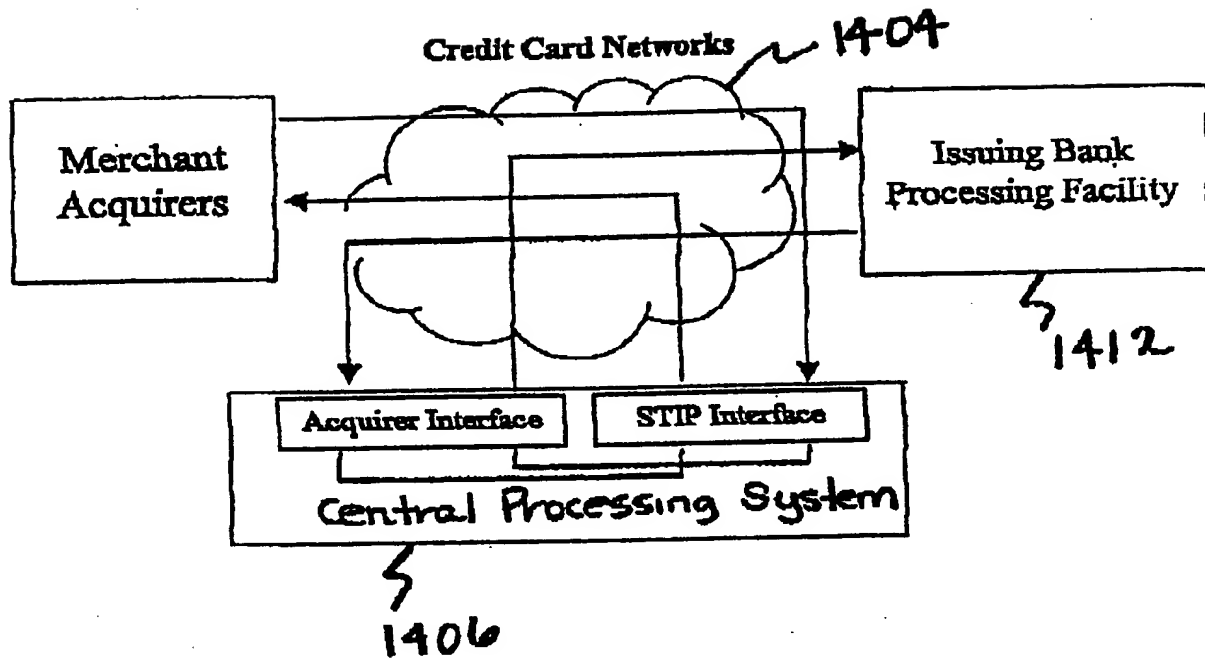 Credit Card Networks
1404
Merchant
Acquirers
Issuing Bank
Processing Facility
1412
Acquirer Interface
STIP Interface
Central Processing System
1406